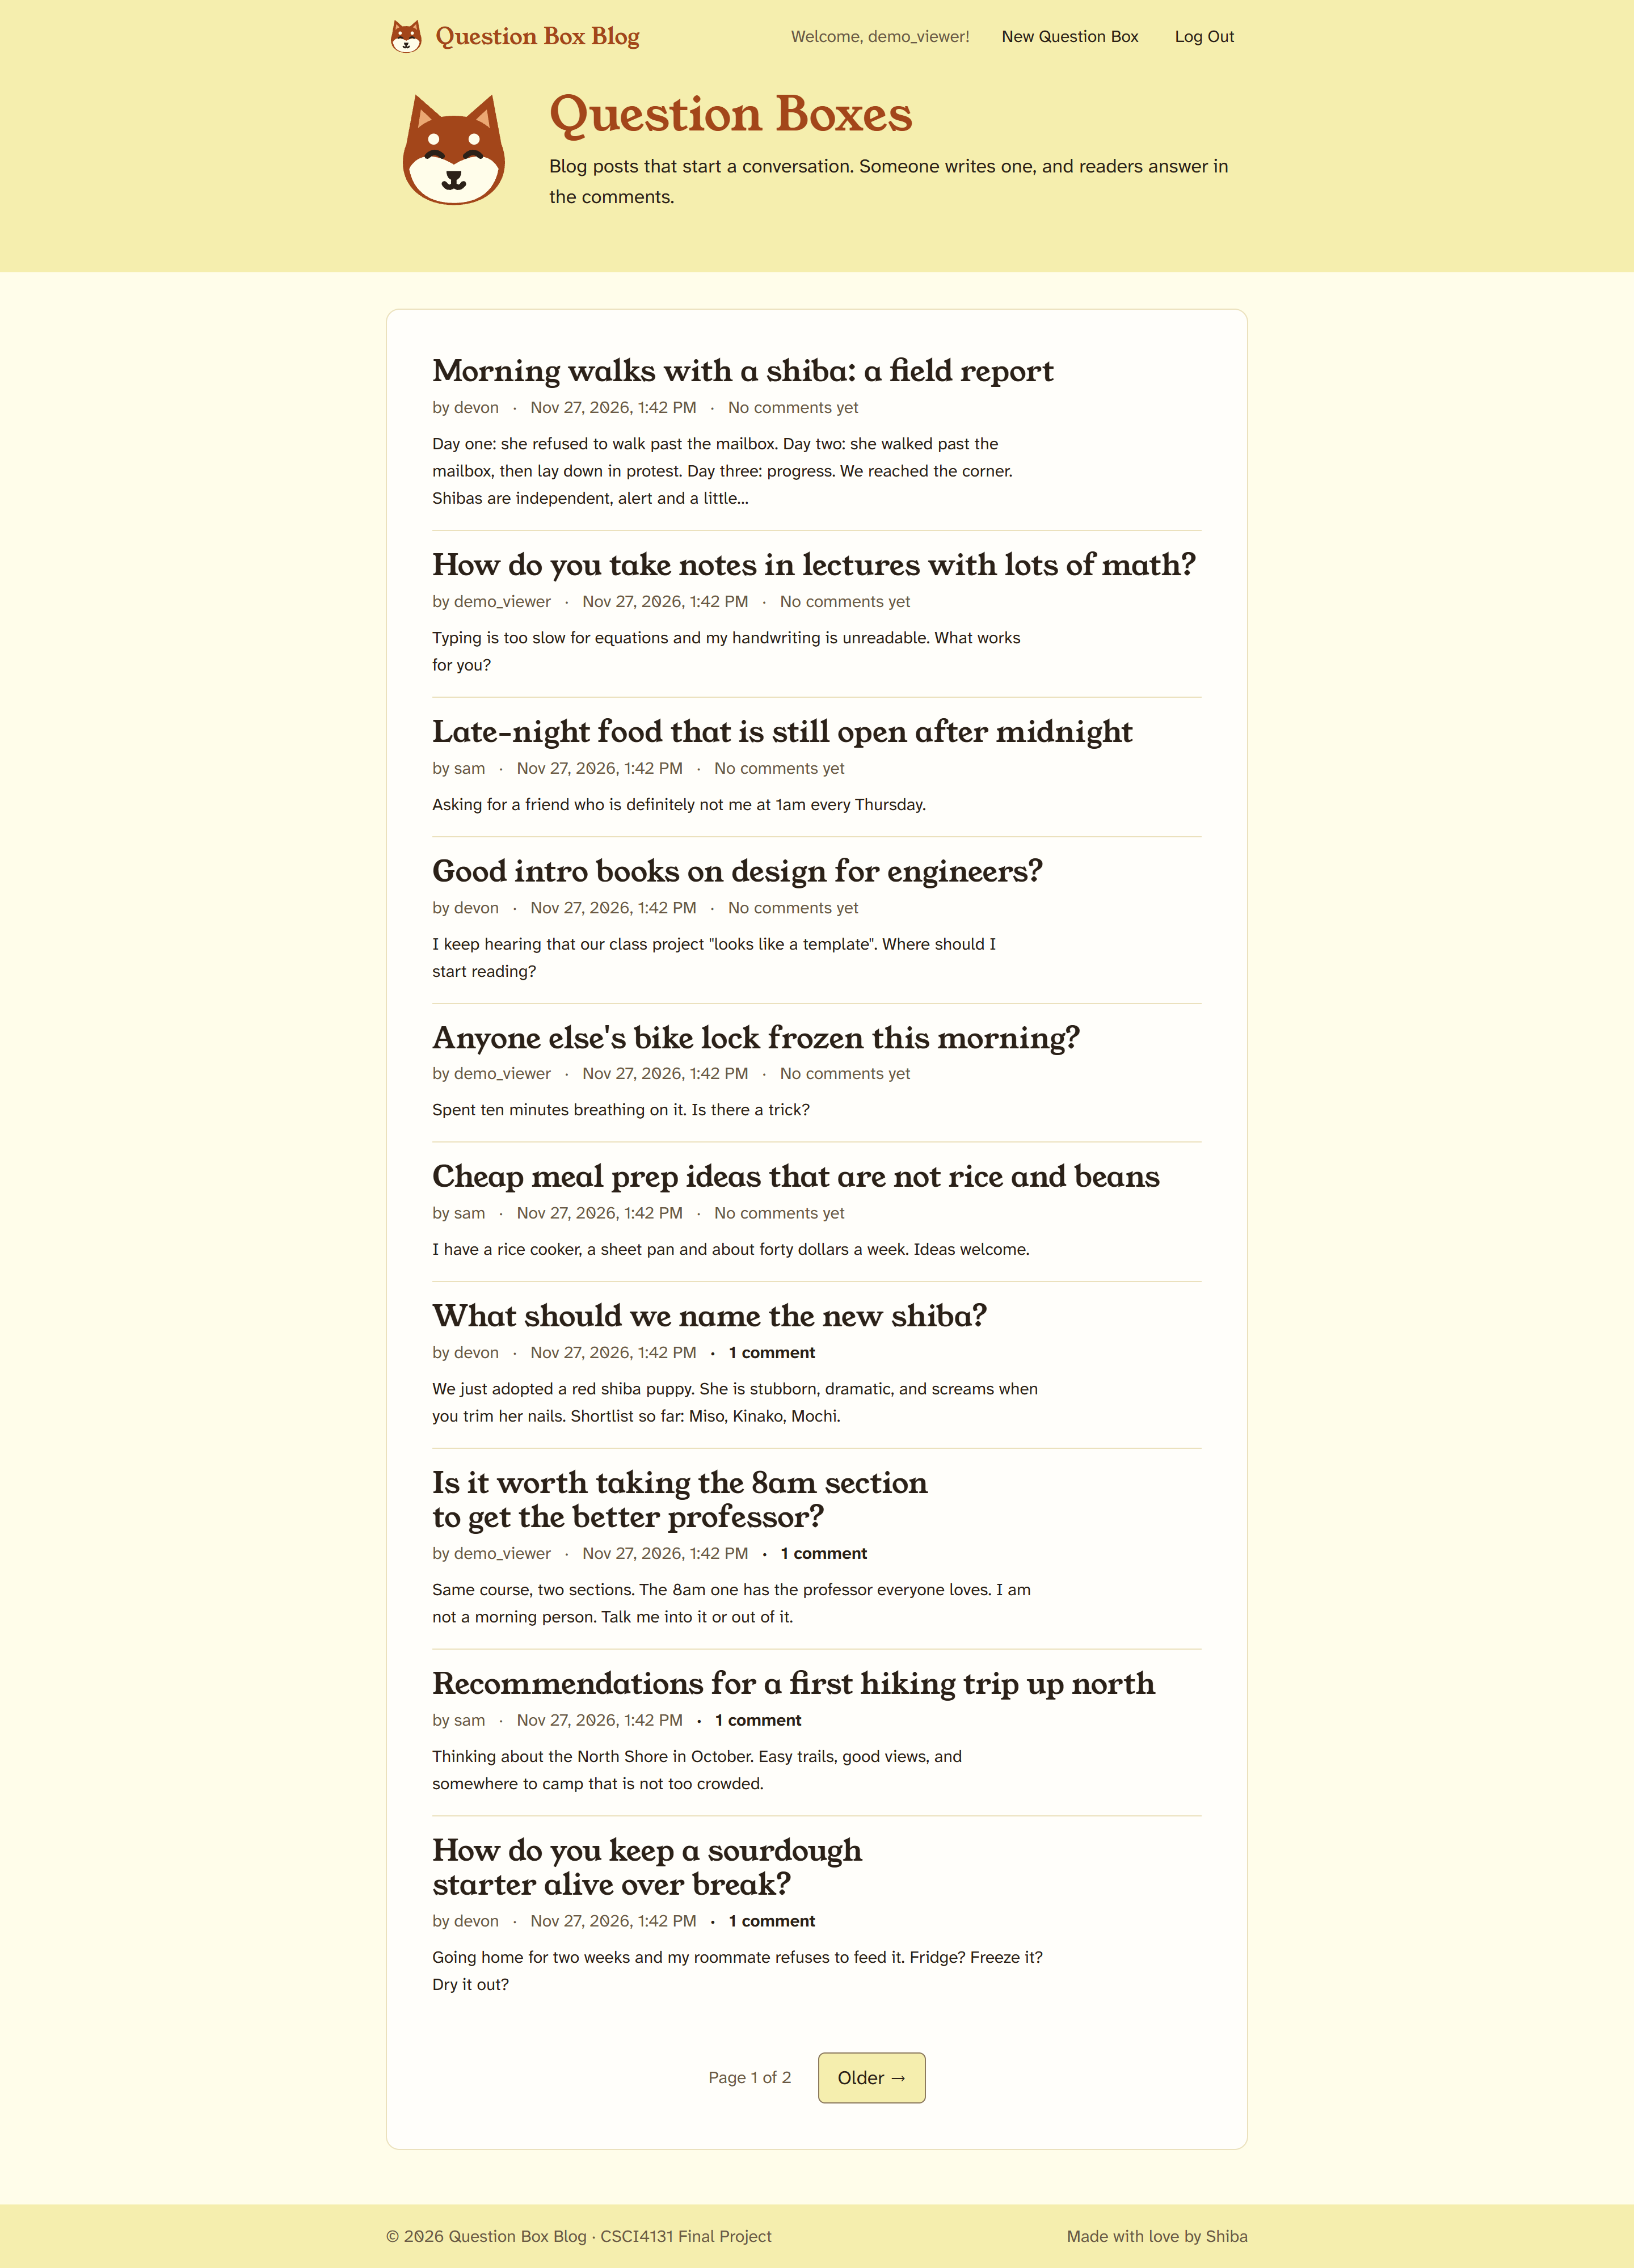 Question Box Blog
Welcome, demo_viewer! New Question Box Log Out
Question Boxes
Blog posts that start a conversation. Someone writes one, and readers answer in
the comments.
Morning walks with a shiba: a field report
by devon · Nov 27, 2026, 1:42 PM · No comments yet
Day one: she refused to walk past the mailbox. Day two: she walked past the
mailbox, then lay down in protest. Day three: progress. We reached the corner.
Shibas are independent, alert and a little...
How do you take notes in lectures with lots of math?
by demo_viewer · Nov 27, 2026, 1:42 PM · No comments yet
Typing is too slow for equations and my handwriting is unreadable. What works
for you?
Late-night food that is still open after midnight
by sam · Nov 27, 2026, 1:42 PM · No comments yet
Asking for a friend who is definitely not me at 1am every Thursday.
Good intro books on design for engineers?
by devon · Nov 27, 2026, 1:42 PM · No comments yet
I keep hearing that our class project "looks like a template". Where should I
start reading?
Anyone else's bike lock frozen this morning?
by demo_viewer · Nov 27, 2026, 1:42 PM · No comments yet
Spent ten minutes breathing on it. Is there a trick?
Cheap meal prep ideas that are not rice and beans
by sam · Nov 27, 2026, 1:42 PM · No comments yet
I have a rice cooker, a sheet pan and about forty dollars a week. Ideas welcome.
What should we name the new shiba?
by devon · Nov 27, 2026, 1:42 PM · 1 comment
We just adopted a red shiba puppy. She is stubborn, dramatic, and screams when
you trim her nails. Shortlist so far: Miso, Kinako, Mochi.
Is it worth taking the 8am section
to get the better professor?
by demo_viewer · Nov 27, 2026, 1:42 PM · 1 comment
Same course, two sections. The 8am one has the professor everyone loves. I am
not a morning person. Talk me into it or out of it.
Recommendations for a first hiking trip up north
by sam · Nov 27, 2026, 1:42 PM · 1 comment
Thinking about the North Shore in October. Easy trails, good views, and
somewhere to camp that is not too crowded.
How do you keep a sourdough
starter alive over break?
by devon · Nov 27, 2026, 1:42 PM · 1 comment
Going home for two weeks and my roommate refuses to feed it. Fridge? Freeze it?
Dry it out?
Page 1 of 2 Older →
© 2026 Question Box Blog · CSCI4131 Final Project
Made with love by Shiba